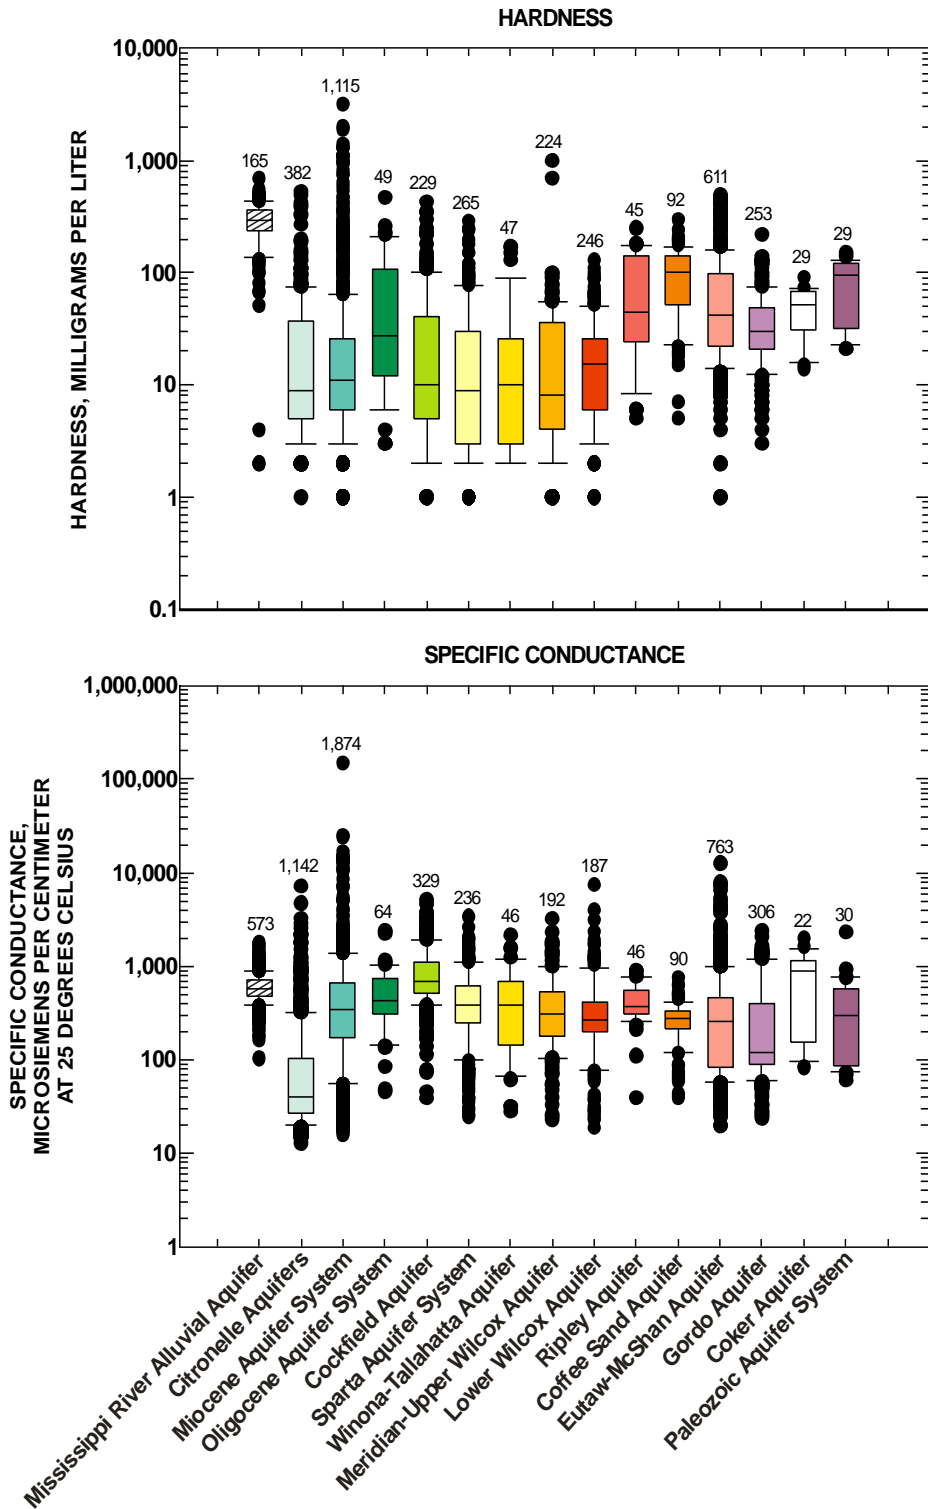 HARDNESS
HARDNESS, MILLIGRAMS PER LITER
10,000
1,000
100
10
1
0.1
165
382
1,115
49
229
265
47
224
246
45
92
611
253
29
29
SPECIFIC CONDUCTANCE
SPECIFIC CONDUCTANCE,
MICROSIEMENS PER CENTIMETER
AT 25 DEGREES CELSIUS
1,000,000
100,000
10,000
1,000
100
10
1
573
1,142
1,874
64
329
236
46
192
187
46
90
763
306
22
30
Mississippi River Alluvial Aquifer
Citronelle Aquifers
Miocene Aquifer System
Oligocene Aquifer System
Cockfield Aquifer
Sparta Aquifer System
Winona-Tallahatta Aquifer
Meridian-Upper Wilcox Aquifer
Lower Wilcox Aquifer
Ripley Aquifer
Coffee Sand Aquifer
Eutaw-McShan Aquifer
Gordo Aquifer
Coker Aquifer
Paleozoic Aquifer System